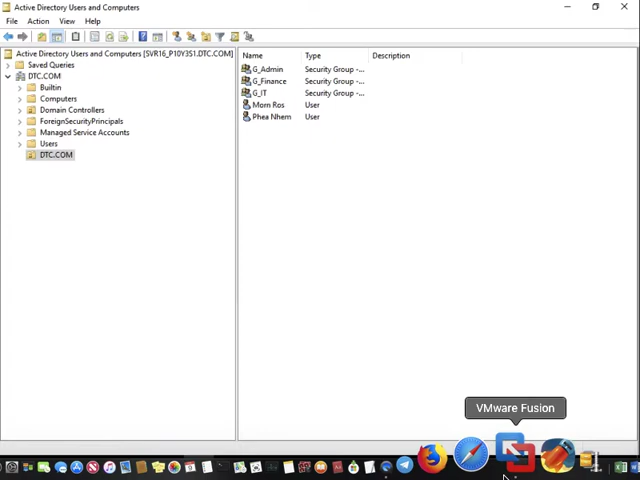 Active Directory Users and Computers
File Action View Help
Active Directory Users and Computers [SVR16_P10Y3S1.DTC.COM]
Saved Queries
DTC.COM
Builtin
Computers
Domain Controllers
ForeignSecurityPrincipals
Managed Service Accounts
Users
DTC.COM
Name Type Description
G_Admin Security Group -...
G_Finance Security Group -...
G_IT Security Group -...
Mom Ros User
Phea Nhem User
VMware Fusion